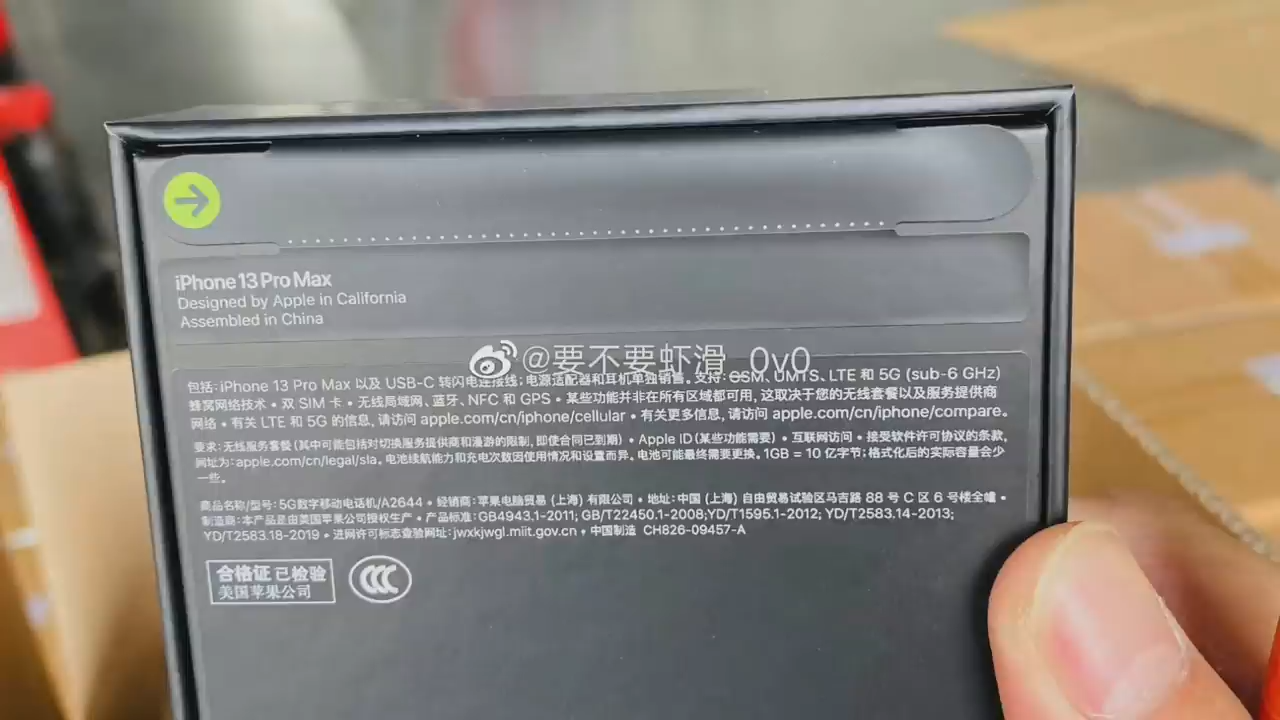 iPhone 13 Pro Max
Designed by Apple in California
Assembled in China
@要不要虾滑_0v0
包括: iPhone 13 Pro Max 以及 USB-C 转闪电连接线; 电源适配器和耳机单独销售。支持: GSM、UMTS、LTE 和 5G (sub-6 GHz)
蜂窝网络技术 • 双 SIM 卡 • 无线局域网、蓝牙、NFC 和 GPS • 某些功能并非在所有区域都可用, 这取决于您的无线套餐以及服务提供商
网络 • 有关 LTE 和 5G 的信息, 请访问 apple.com/cn/iphone/cellular • 有关更多信息, 请访问 apple.com/cn/iphone/compare。
要求: 无线服务套餐 (其中可能包括对切换服务提供商和漫游的限制, 即使合同已到期) • Apple ID (某些功能需要) • 互联网访问 • 接受软件许可协议的条款,
网址为: apple.com/cn/legal/sla。电池续航能力和充电次数因使用情况和设置而异。电池可能最终需要更换。1GB = 10 亿字节; 格式化后的实际容量会少
一些。
商品名称/型号: 5G数字移动电话机/A2644 • 经销商: 苹果电脑贸易 (上海) 有限公司 • 地址: 中国 (上海) 自由贸易试验区马吉路 88 号 C 区 6 号楼全幢 •
制造商: 本产品是由美国苹果公司授权生产 • 产品标准: GB4943.1-2011; GB/T22450.1-2008; YD/T1595.1-2012; YD/T2583.14-2013;
YD/T2583.18-2019 • 进网许可标志查验网址: jwxkjwgl.miit.gov.cn • 中国制造 CH826-09457-A
合格证 已检验
美国苹果公司
CCC